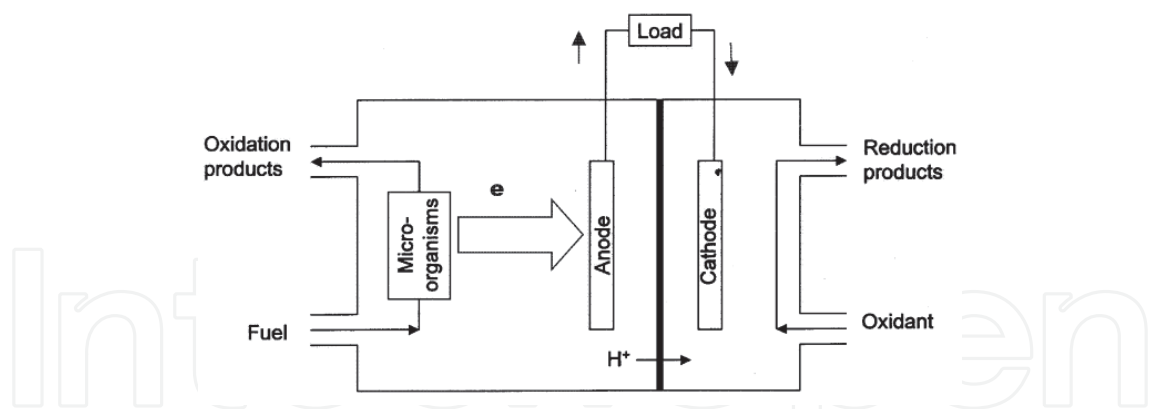 Load
Oxidation
products
Reduction
products
e
Micro-
organisms
Anode
Cathode
Fuel
Oxidant
H⁺